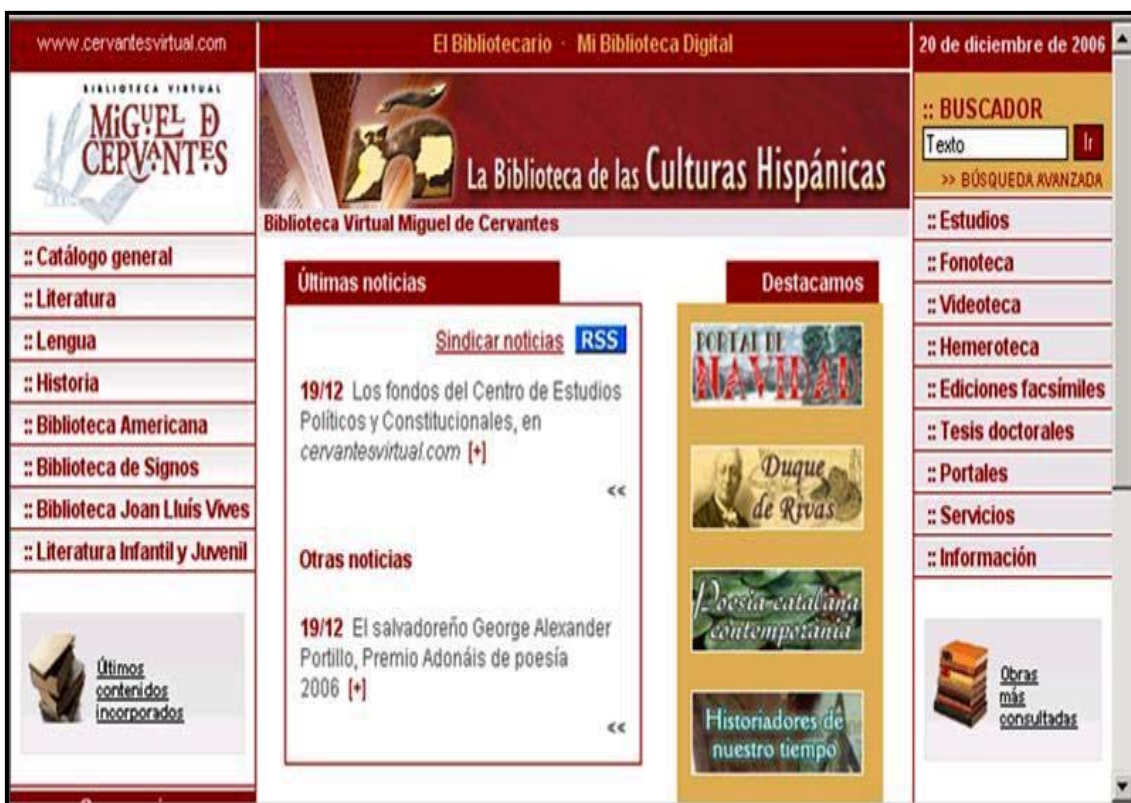 www.cervantesvirtual.com
El Bibliotecario · Mi Biblioteca Digital
20 de diciembre de 2006
BIBLIOTECA VIRTUAL
MiGUEL D
CERVANTES
La Biblioteca de las Culturas Hispánicas
:: BUSCADOR
Texto
Ir
>> BÚSQUEDA AVANZADA
Biblioteca Virtual Miguel de Cervantes
:: Catálogo general
:: Literatura
:: Lengua
:: Historia
:: Biblioteca Americana
:: Biblioteca de Signos
:: Biblioteca Joan Lluís Vives
:: Literatura Infantil y Juvenil
Últimos
contenidos
incorporados
Últimas noticias
Sindicar noticias RSS
19/12 Los fondos del Centro de Estudios
Políticos y Constitucionales, en
cervantesvirtual.com [+]
<<
Otras noticias
19/12 El salvadoreño George Alexander
Portillo, Premio Adonáis de poesía
2006 [+]
<<
Destacamos
PORTAL DE
NAVIDAD
Duque
de Rivas
Poesia catalana
contemporània
Historiadores de
nuestro tiempo
:: Estudios
:: Fonoteca
:: Videoteca
:: Hemeroteca
:: Ediciones facsímiles
:: Tesis doctorales
:: Portales
:: Servicios
:: Información
Obras
más
consultadas